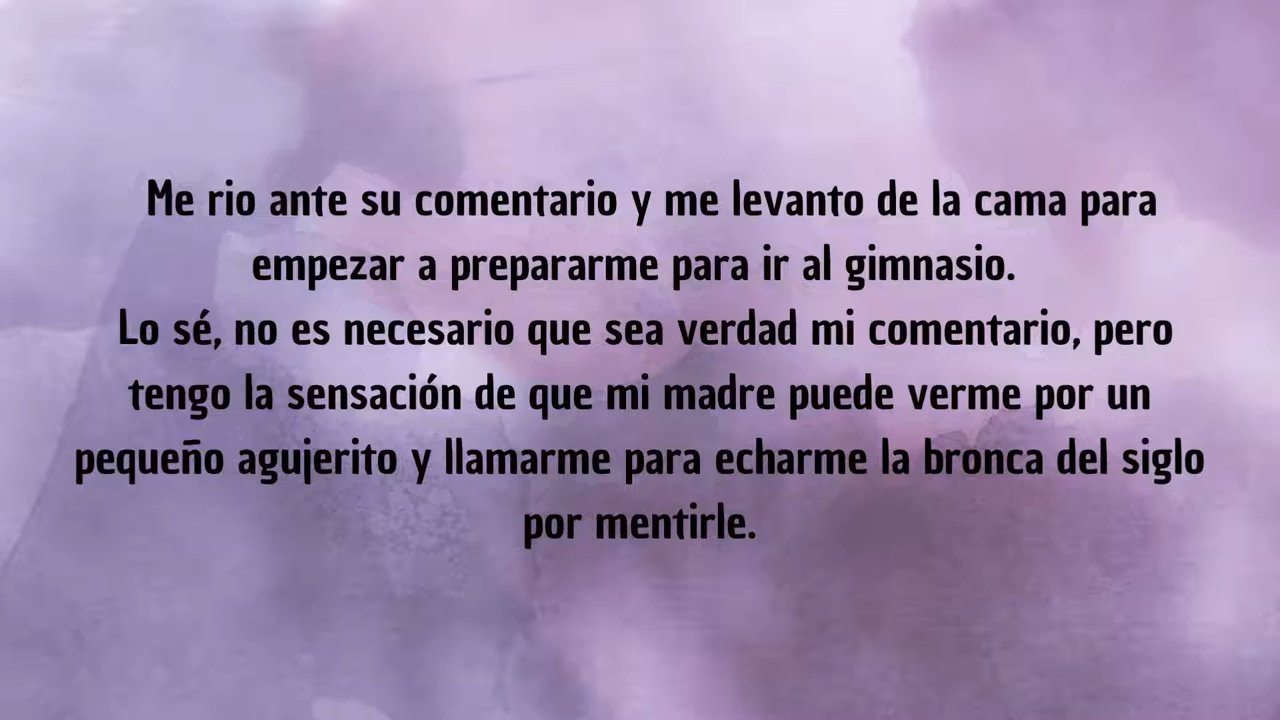 Me rio ante su comentario y me levanto de la cama para
empezar a prepararme para ir al gimnasio.
Lo sé, no es necesario que sea verdad mi comentario, pero
tengo la sensación de que mi madre puede verme por un
pequeño agujerito y llamarme para echarme la bronca del siglo
por mentirle.